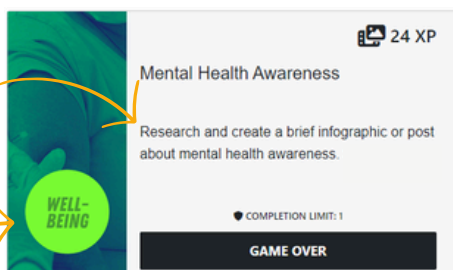 24 XP
Mental Health Awareness
Research and create a brief infographic or post
about mental health awareness.
WELL-
BEING
COMPLETION LIMIT: 1
GAME OVER